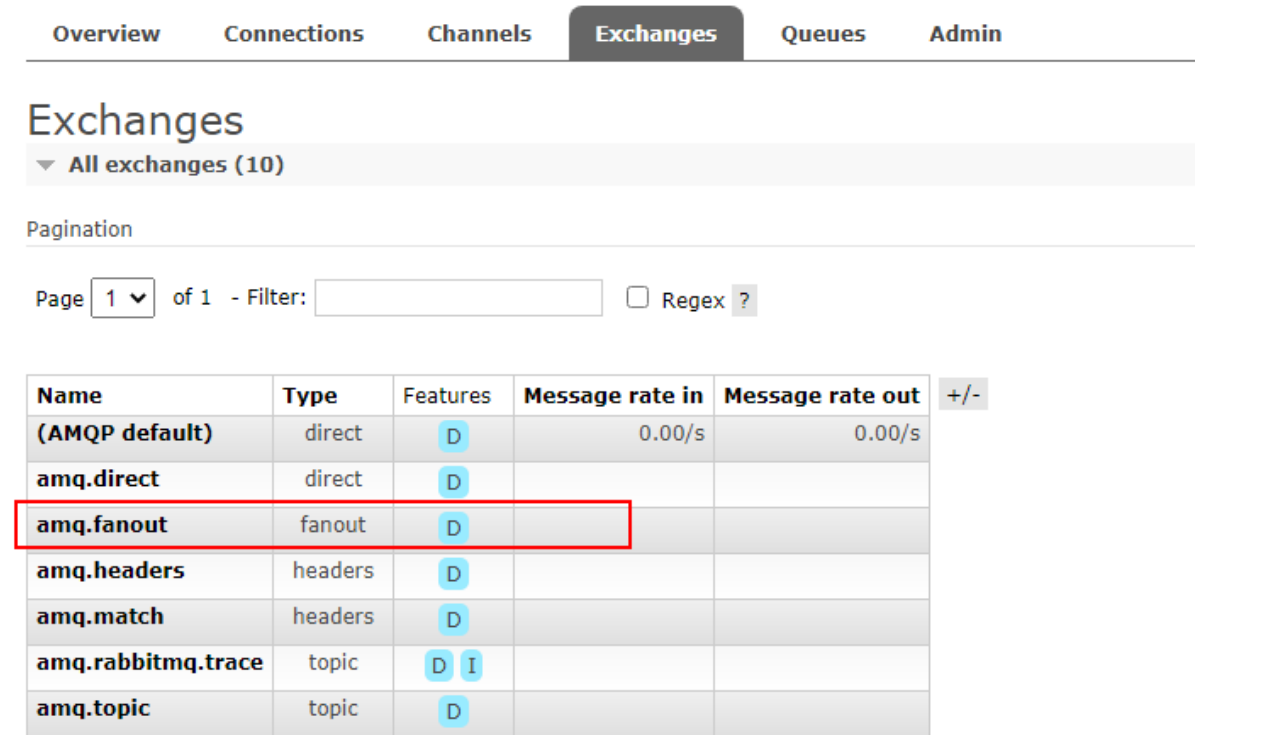 Overview Connections Channels Exchanges Queues Admin
Exchanges
All exchanges (10)
Pagination
Page 1 of 1 - Filter: Regex ?
Name Type Features Message rate in Message rate out +/-
(AMQP default) direct D 0.00/s 0.00/s
amq.direct direct D
amq.fanout fanout D
amq.headers headers D
amq.match headers D
amq.rabbitmq.trace topic D I
amq.topic topic D